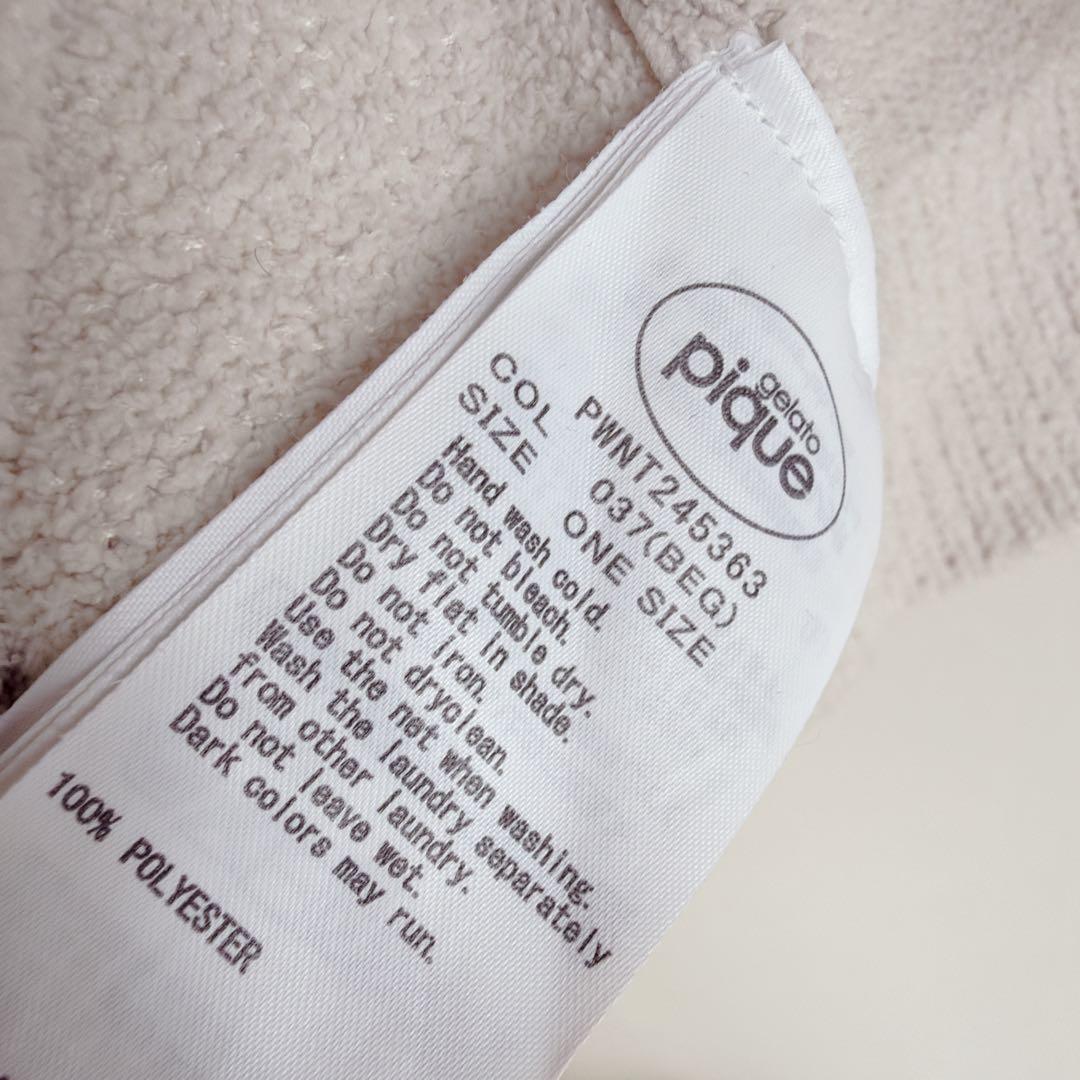 gelato
pique
PWNT245363
COL 037(BEG)
SIZE ONE SIZE
Hand wash cold.
Do not bleach.
Do not tumble dry.
Dry flat in shade.
Do not iron.
Do not dryclean.
Use the net when washing.
Wash the laundry separately
from other laundry.
Do not leave wet.
Dark colors may run.
100% POLYESTER